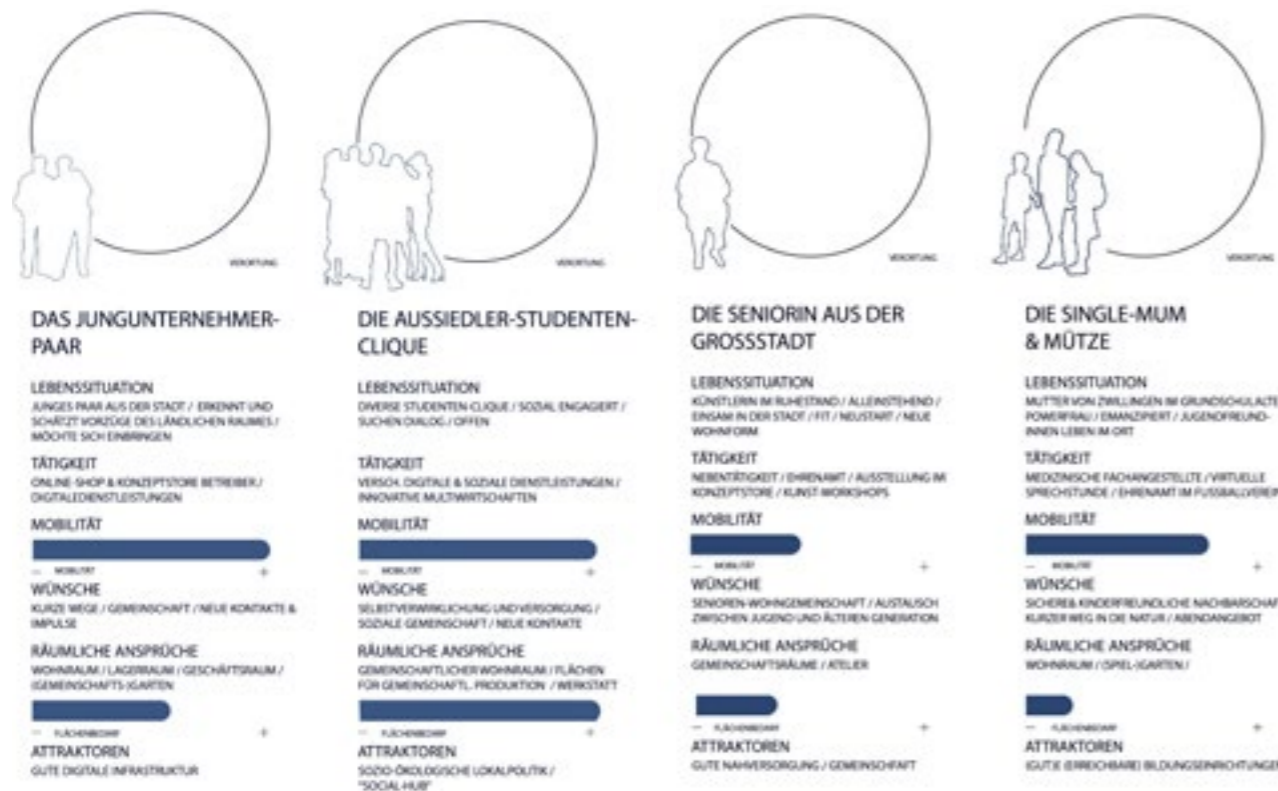 VERORTUNG
DAS JUNGUNTERNEHMER-
PAAR
LEBENSSITUATION
JUNGES PAAR AUS DER STADT / ERKENNT UND
SCHÄTZT VORZÜGE DES LÄNDLICHEN RAUMES /
MÖCHTE SICH EINBRINGEN
TÄTIGKEIT
ONLINE-SHOP & KONZEPTSTORE BETREIBER /
DIGITALEDIENSTLEISTUNGEN
MOBILITÄT
— MOBILITÄT +
WÜNSCHE
KURZE WEGE / GEMEINSCHAFT / NEUE KONTAKTE &
IMPULSE
RÄUMLICHE ANSPRÜCHE
WOHNRAUM / LAGERRAUM / GESCHÄFTSRAUM /
(GEMEINSCHAFTS-)GARTEN
— FLÄCHENBEDARF +
ATTRAKTOREN
GUTE DIGITALE INFRASTRUKTUR
VERORTUNG
DIE AUSSIEDLER-STUDENTEN-
CLIQUE
LEBENSSITUATION
DIVERSE STUDENTEN-CLIQUE / SOZIAL ENGAGIERT /
SUCHEN DIALOG / OFFEN
TÄTIGKEIT
VERSCH. DIGITALE & SOZIALE DIENSTLEISTUNGEN /
INNOVATIVE MULTIWIRTSCHAFTEN
MOBILITÄT
— MOBILITÄT +
WÜNSCHE
SELBSTVERWIRKLICHUNG UND VERSORGUNG /
SOZIALE GEMEINSCHAFT / NEUE KONTAKTE
RÄUMLICHE ANSPRÜCHE
GEMEINSCHAFTLICHER WOHNRAUM / FLÄCHEN
FÜR GEMEINSCHAFTL. PRODUKTION / WERKSTATT
— FLÄCHENBEDARF +
ATTRAKTOREN
SOZIO-ÖKOLOGISCHE LOKALPOLITIK /
"SOCIAL-HUB"
VERORTUNG
DIE SENIORIN AUS DER
GROSSSTADT
LEBENSSITUATION
KÜNSTLERIN IM RUHESTAND / ALLEINSTEHEND /
EINSAM IN DER STADT / FIT / NEUSTART / NEUE
WOHNFORM
TÄTIGKEIT
NEBENTÄTIGKEIT / EHRENAMT / AUSSTELLUNG IM
KONZEPTSTORE / KUNST-WORKSHOPS
MOBILITÄT
— MOBILITÄT +
WÜNSCHE
SENIOREN-WOHNGEMEINSCHAFT / AUSTAUSCH
ZWISCHEN JUGEND UND ÄLTEREN GENERATION
RÄUMLICHE ANSPRÜCHE
GEMEINSCHAFTSRÄUME / ATELIER
— FLÄCHENBEDARF +
ATTRAKTOREN
GUTE NAHVERSORGUNG / GEMEINSCHFAFT
VERORTUNG
DIE SINGLE-MUM
& MÜTZE
LEBENSSITUATION
MUTTER VON ZWILLINGEN IM GRUNDSCHULALTE
POWERFRAU / EMANZIPIERT / JUGENDFREUND-
INNEN LEBEN IM ORT
TÄTIGKEIT
MEDIZINISCHE FACHANGESTELLTE / VIRTUELLE
SPRECHSTUNDE / EHRENAMT IM FUSSBALLVEREIN
MOBILITÄT
— MOBILITÄT +
WÜNSCHE
SICHERE& KINDERFREUNDLICHE NACHBARSCHAF
KURZER WEG IN DIE NATUR / ABENDANGEBOT
RÄUMLICHE ANSPRÜCHE
WOHNRAUM / (SPIEL-)GARTEN /
— FLÄCHENBEDARF +
ATTRAKTOREN
(GUT)E (ERREICHBARE) BILDUNGSEINRICHTUNGEN